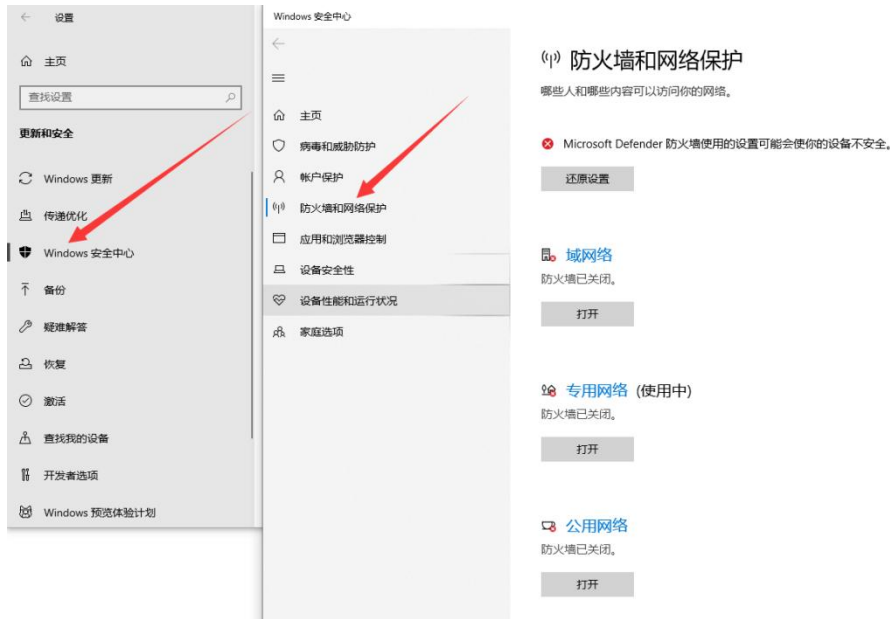 设置
主页
查找设置
更新和安全
Windows 更新
传递优化
Windows 安全中心
备份
疑难解答
恢复
激活
查找我的设备
开发者选项
Windows 预览体验计划
Windows 安全中心
主页
病毒和威胁防护
帐户保护
防火墙和网络保护
应用和浏览器控制
设备安全性
设备性能和运行状况
家庭选项
防火墙和网络保护
哪些人和哪些内容可以访问你的网络。
Microsoft Defender 防火墙使用的设置可能会使你的设备不安全。
还原设置
域网络
防火墙已关闭。
打开
专用网络 (使用中)
防火墙已关闭。
打开
公用网络
防火墙已关闭。
打开